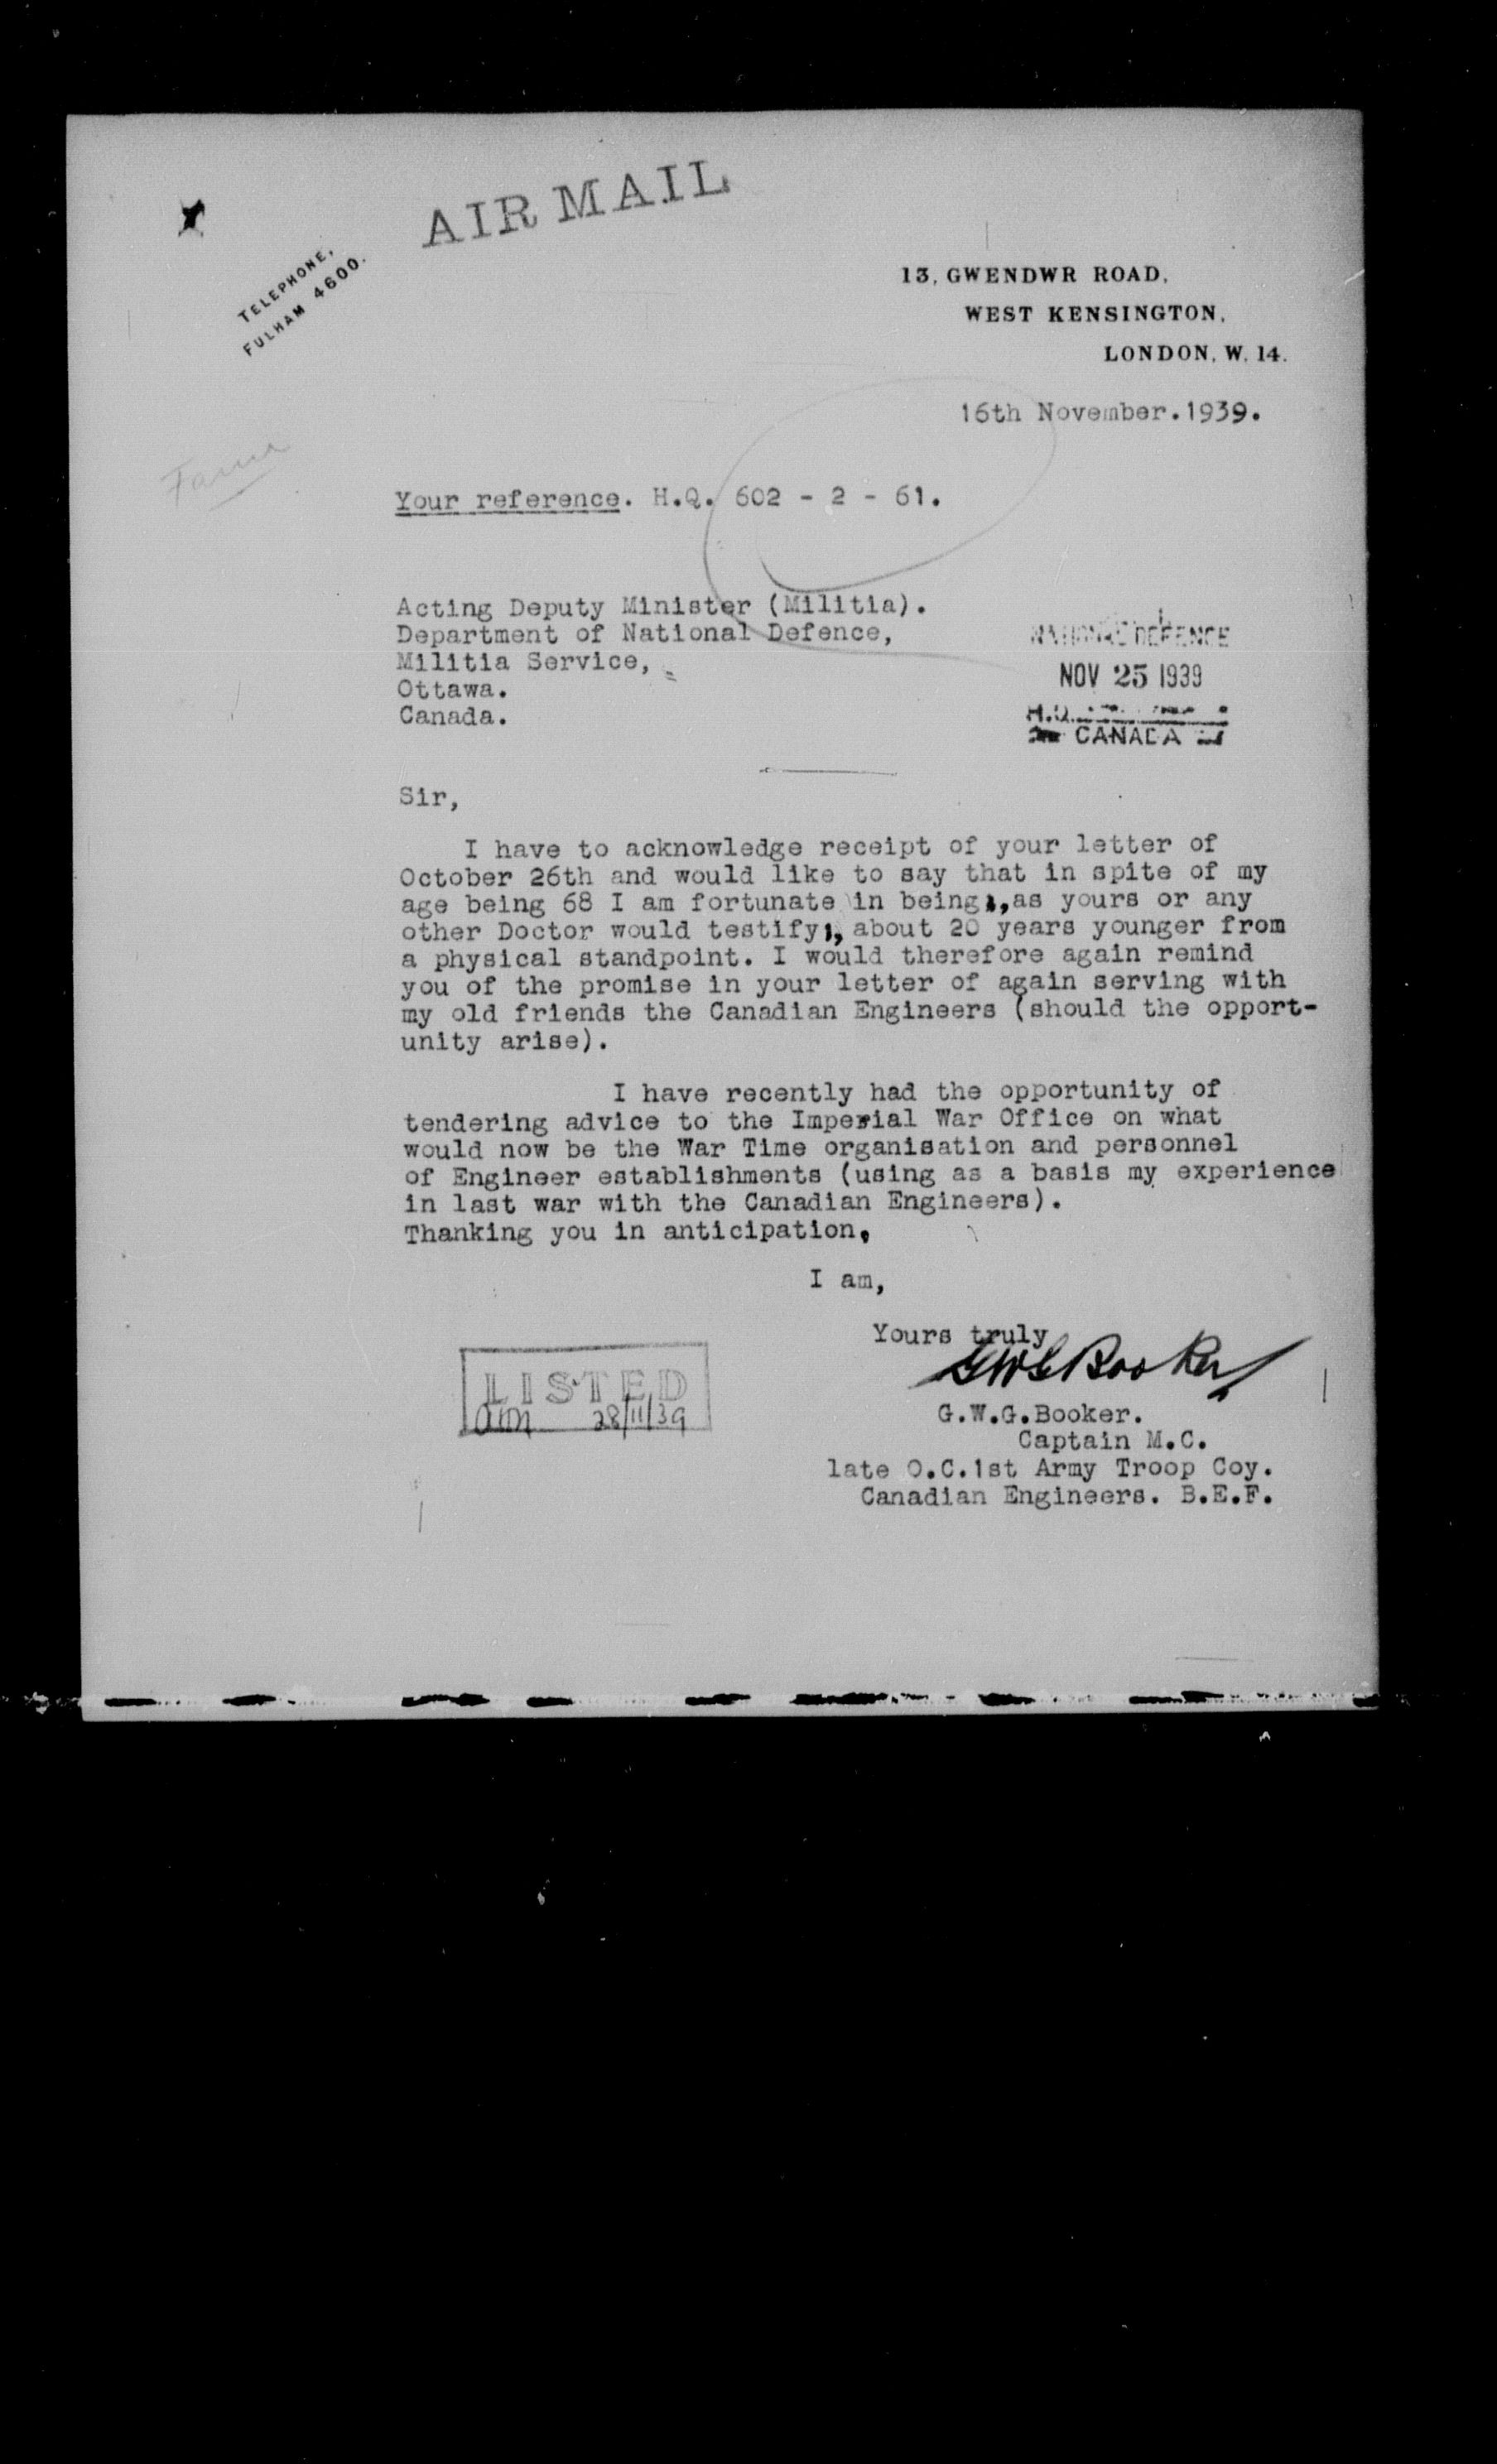 AIR MAIL
TELEPHONE,
FULHAM 4600.
13, GWENDWR ROAD,
WEST KENSINGTON,
LONDON, W. 14.
16th November.1939.
Your reference. H.Q. 602 - 2 - 61.
Acting Deputy Minister (Militia).
Department of National Defence,
Militia Service,
Ottawa.
Canada.
NATIONAL DEFENCE
NOV 25 1939
H.Q.
CANADA
Sir,
I have to acknowledge receipt of your letter of
October 26th and would like to say that in spite of my
age being 68 I am fortunate in being, as yours or any
other Doctor would testify, about 20 years younger from
a physical standpoint. I would therefore again remind
you of the promise in your letter of again serving with
my old friends the Canadian Engineers (should the opport-
unity arise).
I have recently had the opportunity of
tendering advice to the Imperial War Office on what
would now be the War Time organisation and personnel
of Engineer establishments (using as a basis my experience
in last war with the Canadian Engineers).
Thanking you in anticipation,
I am,
Yours truly
GWG Booker
G.W.G.Booker.
Captain M.C.
late O.C.1st Army Troop Coy.
Canadian Engineers. B.E.F.
LISTED
28/11/39